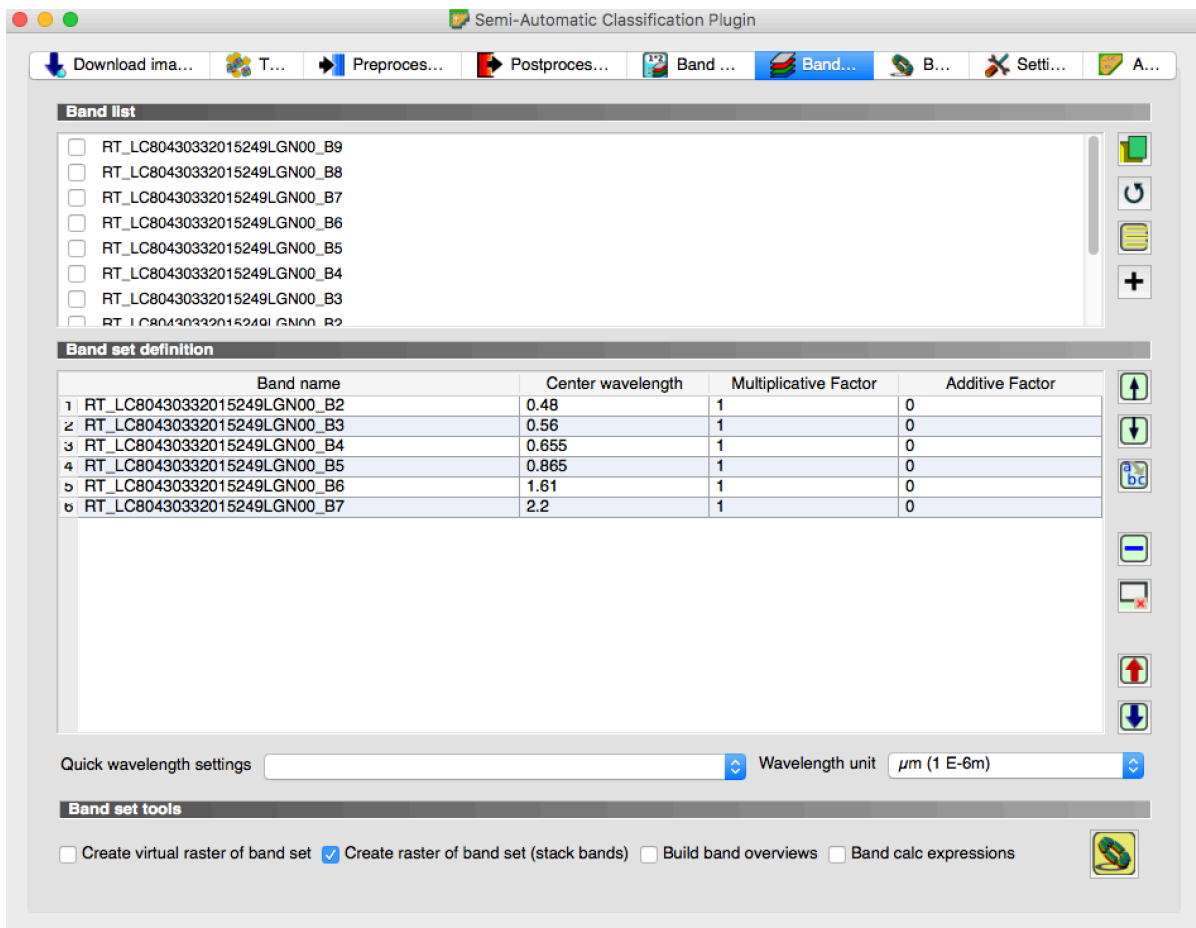 Semi-Automatic Classification Plugin
Download ima... T... Preproces... Postproces... Band ... Band... B... Setti... A...
Band list
RT_LC80430332015249LGN00_B9
RT_LC80430332015249LGN00_B8
RT_LC80430332015249LGN00_B7
RT_LC80430332015249LGN00_B6
RT_LC80430332015249LGN00_B5
RT_LC80430332015249LGN00_B4
RT_LC80430332015249LGN00_B3
RT_LC80430332015249LGN00_B2
Band set definition
Band name Center wavelength Multiplicative Factor Additive Factor
1 RT_LC80430332015249LGN00_B2 0.48 1 0
2 RT_LC80430332015249LGN00_B3 0.56 1 0
3 RT_LC80430332015249LGN00_B4 0.655 1 0
4 RT_LC80430332015249LGN00_B5 0.865 1 0
5 RT_LC80430332015249LGN00_B6 1.61 1 0
6 RT_LC80430332015249LGN00_B7 2.2 1 0
Quick wavelength settings Wavelength unit µm (1 E-6m)
Band set tools
Create virtual raster of band set Create raster of band set (stack bands) Build band overviews Band calc expressions